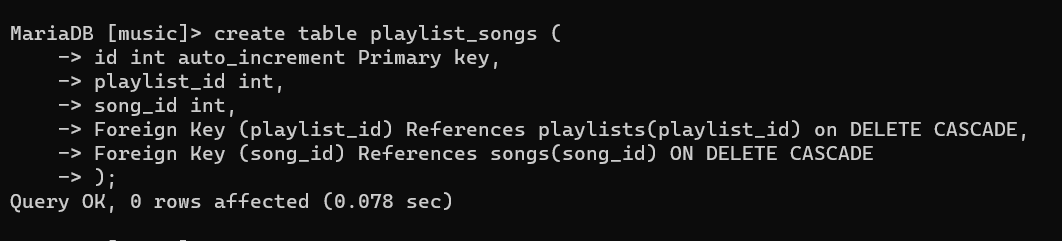 MariaDB [music]> create table playlist_songs (
    -> id int auto_increment Primary key,
    -> playlist_id int,
    -> song_id int,
    -> Foreign Key (playlist_id) References playlists(playlist_id) on DELETE CASCADE,
    -> Foreign Key (song_id) References songs(song_id) ON DELETE CASCADE
    -> );
Query OK, 0 rows affected (0.078 sec)